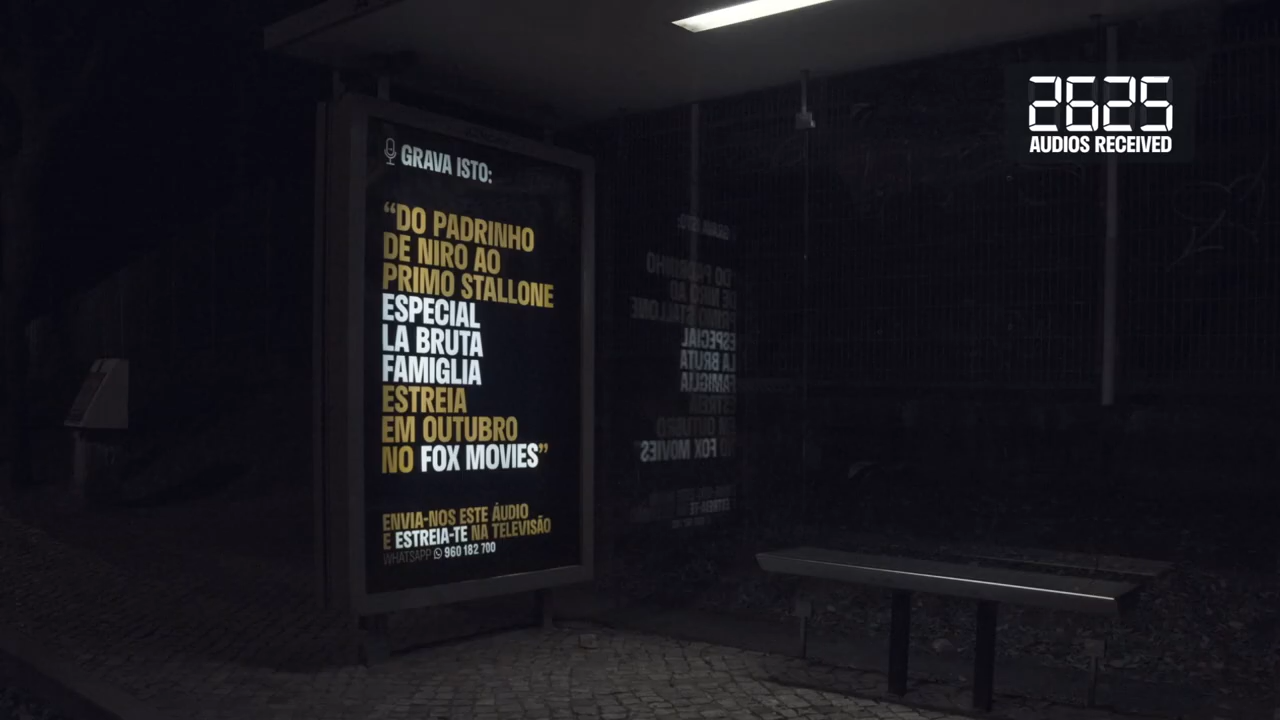 GRAVA ISTO:
“DO PADRINHO
DE NIRO AO
PRIMO STALLONE
ESPECIAL
LA BRUTA
FAMIGLIA
ESTREIA
EM OUTUBRO
NO FOX MOVIES”
ENVIA-NOS ESTE ÁUDIO
E ESTREIA-TE NA TELEVISÃO
WHATSAPP 960 182 700
2625
AUDIOS RECEIVED